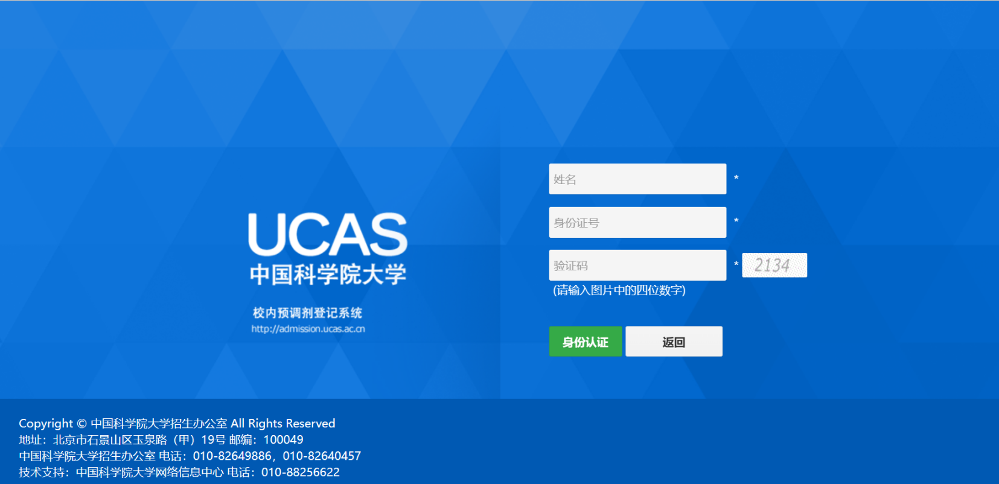 UCAS
中国科学院大学
校内预调剂登记系统
http://admission.ucas.ac.cn
姓名 *
身份证号 *
验证码 * 2134
(请输入图片中的四位数字)
身份认证 返回
Copyright © 中国科学院大学招生办公室 All Rights Reserved
地址：北京市石景山区玉泉路（甲）19号 邮编：100049
中国科学院大学招生办公室 电话：010-82649886，010-82640457
技术支持：中国科学院大学网络信息中心 电话：010-88256622